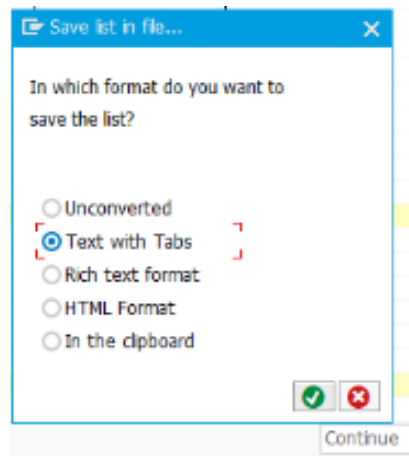 Save list in file...
In which format do you want to
save the list?
Unconverted
Text with Tabs
Rich text format
HTML Format
In the clipboard
Continue